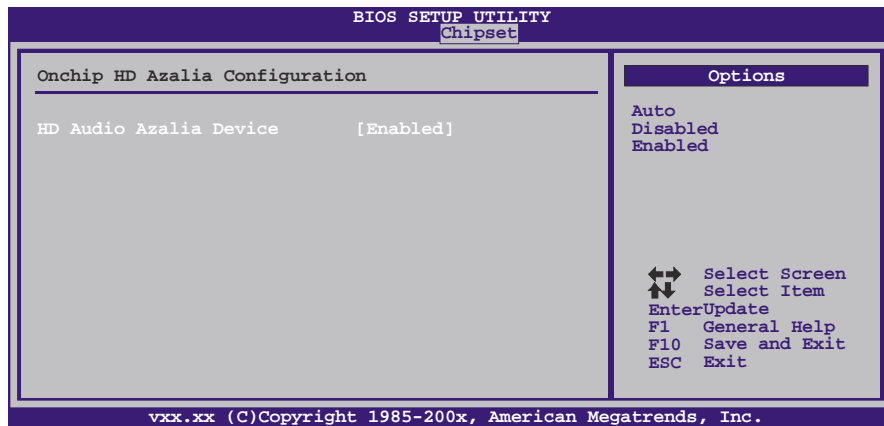 BIOS SETUP UTILITY
Chipset
Onchip HD Azalia Configuration
HD Audio Azalia Device [Enabled]
Options
Auto
Disabled
Enabled
Select Screen
Select Item
EnterUpdate
F1 General Help
F10 Save and Exit
ESC Exit
vxx.xx (C)Copyright 1985-200x, American Megatrends, Inc.